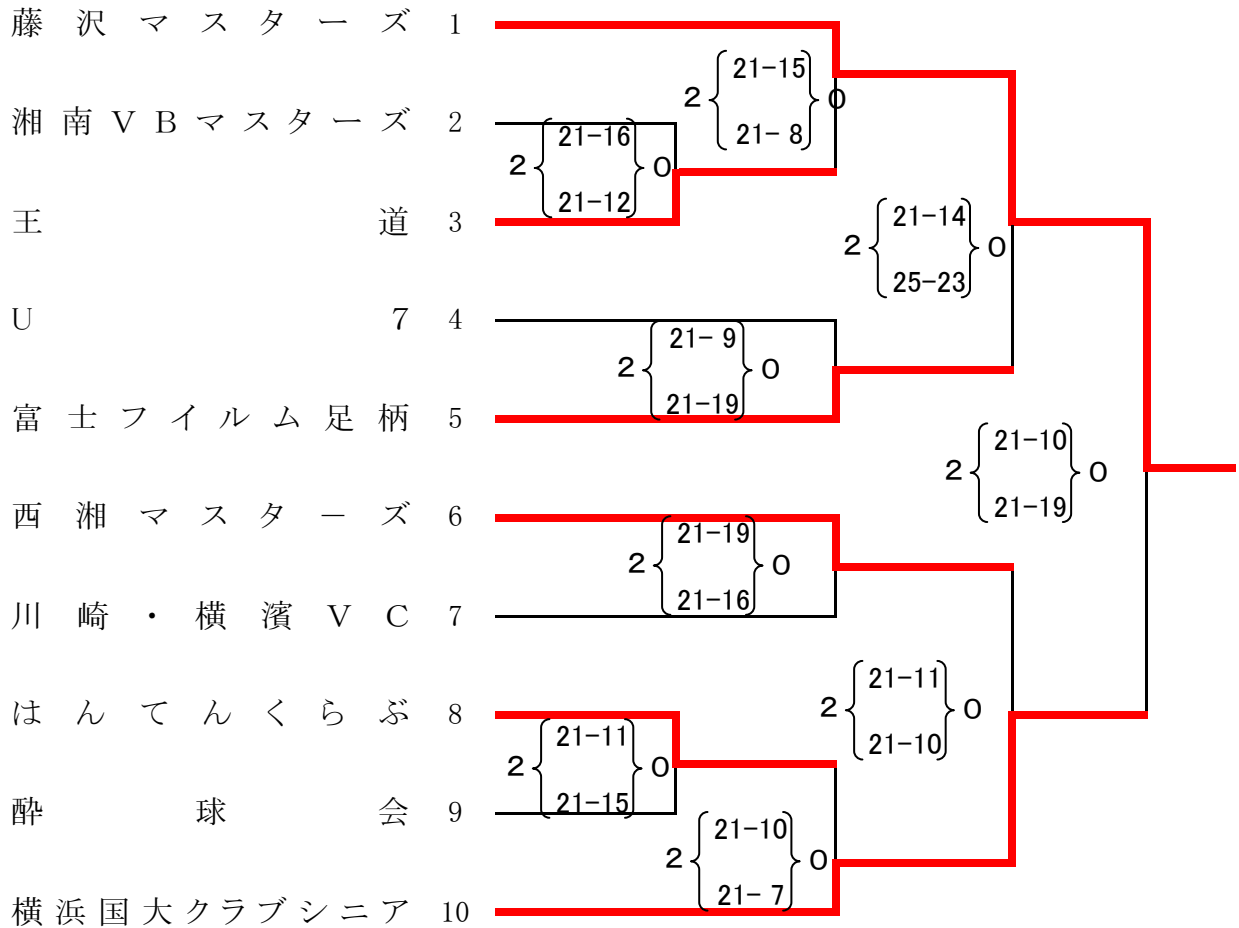 藤沢マスターズ 1
21-15
2 0
21- 8
湘南VBマスターズ 2
21-16
2 0
21-12
王道 3
21-14
2 0
25-23
U7 4
21- 9
2 0
21-19
富士フイルム足柄 5
21-10
2 0
21-19
西湘マスターズ 6
21-19
2 0
21-16
川崎・横濱VC 7
21-11
2 0
21-10
はんてんくらぶ 8
21-11
2 0
21-15
酔球会 9
21-10
2 0
21- 7
横浜国大クラブシニア 10